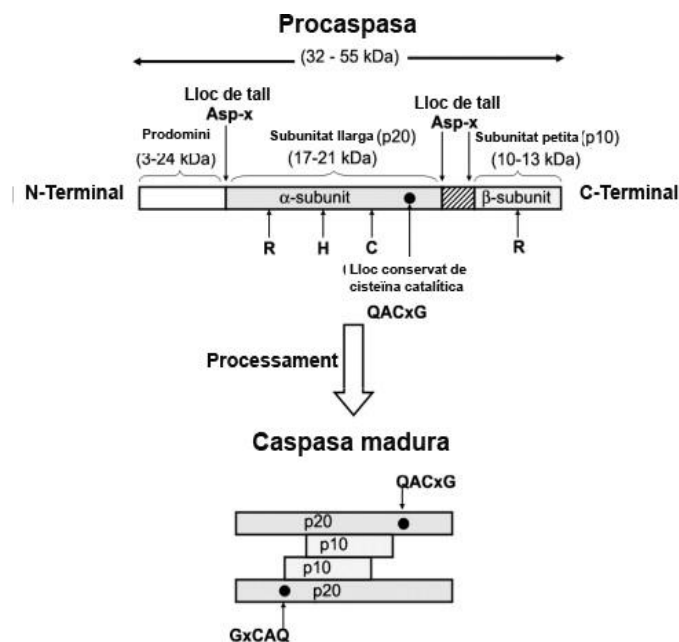 Procaspasa
(32 - 55 kDa)
Lloc de tall
Asp-x
Lloc de tall
Asp-x
Prodomini
(3-24 kDa)
Subunitat llarga (p20)
(17-21 kDa)
Subunitat petita (p10)
(10-13 kDa)
N-Terminal
α-subunit
β-subunit
C-Terminal
R
H
C
R
Lloc conservat de
cisteïna catalítica
QACxG
Processament
Caspasa madura
QACxG
p20
p10
p10
p20
GxCAQ